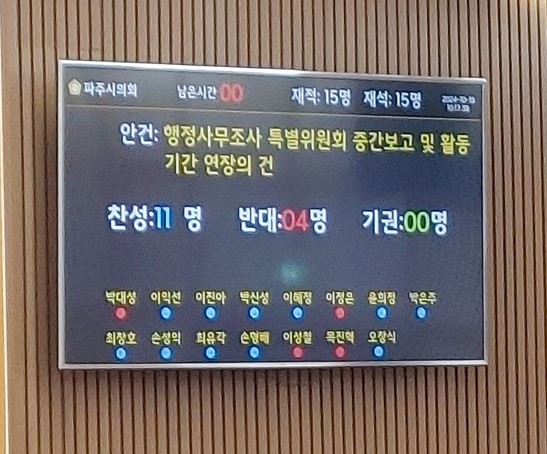 파주시의회 남은시간 00 재적: 15명 재석: 15명 2024-10-18
안건: 행정사무조사 특별위원회 중간보고 및 활동
기간 연장의 건
찬성:11 명 반대:04명 기권:00명
박대성 이익선 이진아 박신성 이혜정 이정은 윤희정 박은주
최창호 손성익 최유각 손형배 이성철 목진혁 오창식